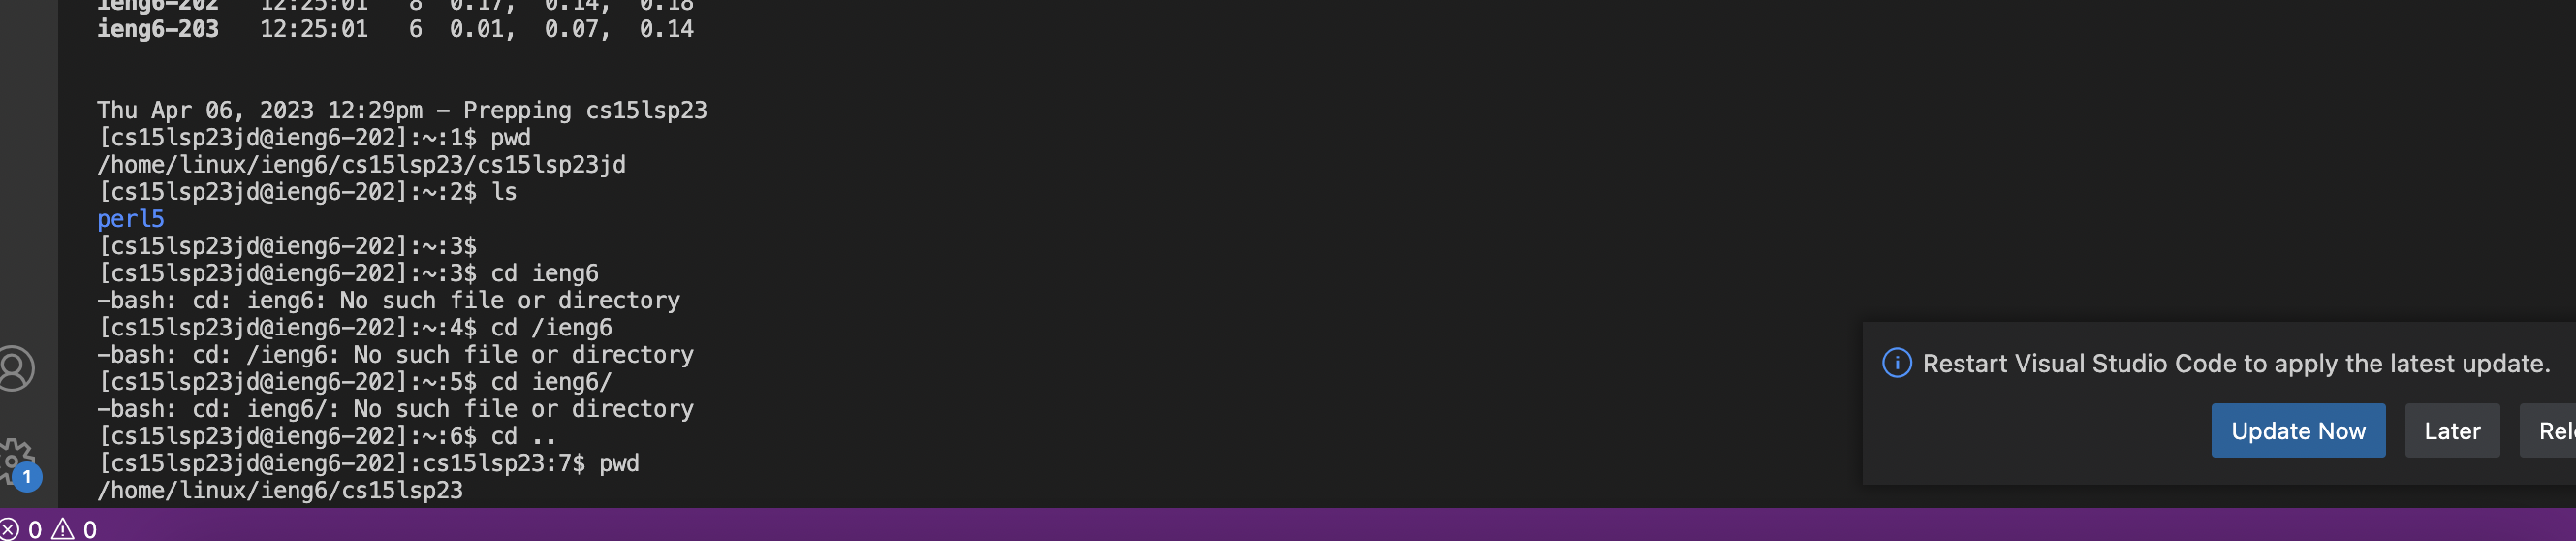 ieng6-202   12:25:01   8  0.17,  0.14,  0.18
ieng6-203   12:25:01   6  0.01,  0.07,  0.14
Thu Apr 06, 2023 12:29pm - Prepping cs15lsp23
[cs15lsp23jd@ieng6-202]:~:1$ pwd
/home/linux/ieng6/cs15lsp23/cs15lsp23jd
[cs15lsp23jd@ieng6-202]:~:2$ ls
perl5
[cs15lsp23jd@ieng6-202]:~:3$
[cs15lsp23jd@ieng6-202]:~:3$ cd ieng6
-bash: cd: ieng6: No such file or directory
[cs15lsp23jd@ieng6-202]:~:4$ cd /ieng6
-bash: cd: /ieng6: No such file or directory
[cs15lsp23jd@ieng6-202]:~:5$ cd ieng6/
-bash: cd: ieng6/: No such file or directory
[cs15lsp23jd@ieng6-202]:~:6$ cd ..
[cs15lsp23jd@ieng6-202]:cs15lsp23:7$ pwd
/home/linux/ieng6/cs15lsp23
Restart Visual Studio Code to apply the latest update.
Update Now
Later
Rel
1
0 0